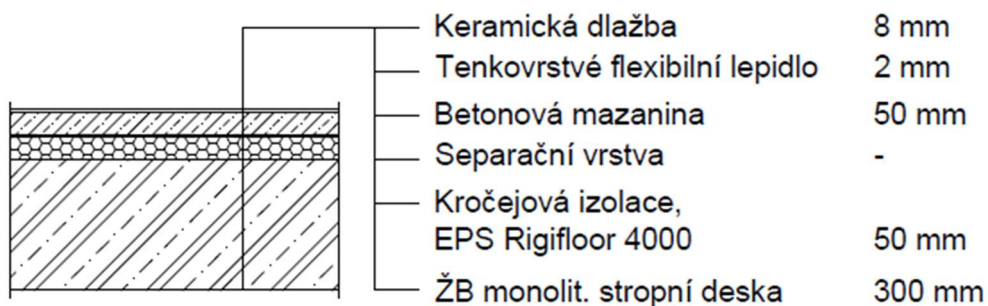 Keramická dlažba 8 mm
Tenkovrstvé flexibilní lepidlo 2 mm
Betonová mazanina 50 mm
Separační vrstva -
Kročejová izolace,
EPS Rigifloor 4000 50 mm
ŽB monolit. stropní deska 300 mm